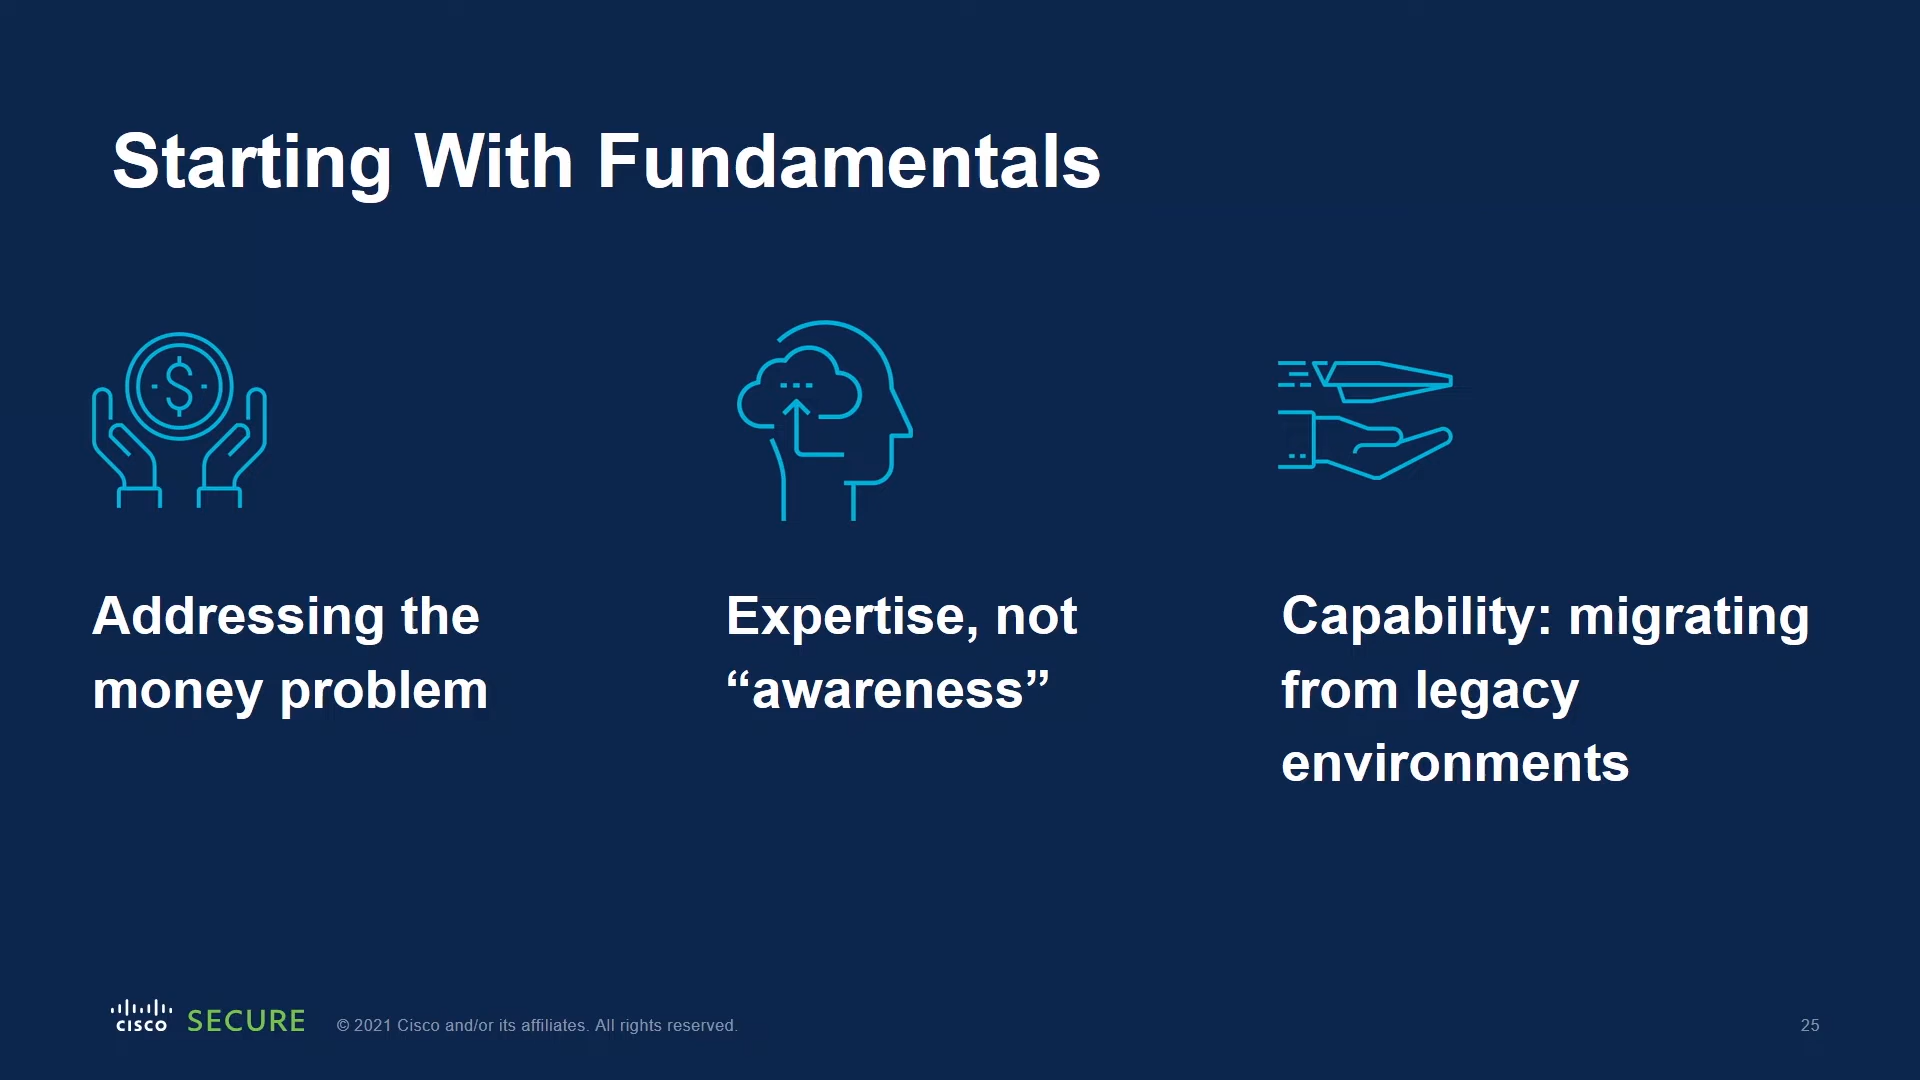 Starting With Fundamentals
$
Addressing the
money problem
Expertise, not
“awareness”
Capability: migrating
from legacy
environments
CISCO SECURE © 2021 Cisco and/or its affiliates. All rights reserved. 25